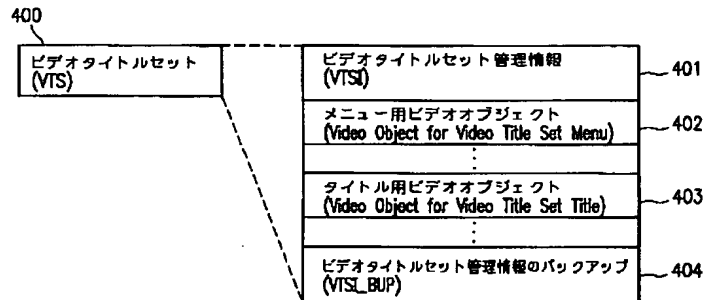 400
ビデオタイトルセット
(VTS)
ビデオタイトルセット管理情報
(VTSI)
401
メニュー用ビデオオブジェクト
(Video Object for Video Title Set Menu)
402
タイトル用ビデオオブジェクト
(Video Object for Video Title Set Title)
403
ビデオタイトルセット管理情報のバックアップ
(VTSI_BUP)
404